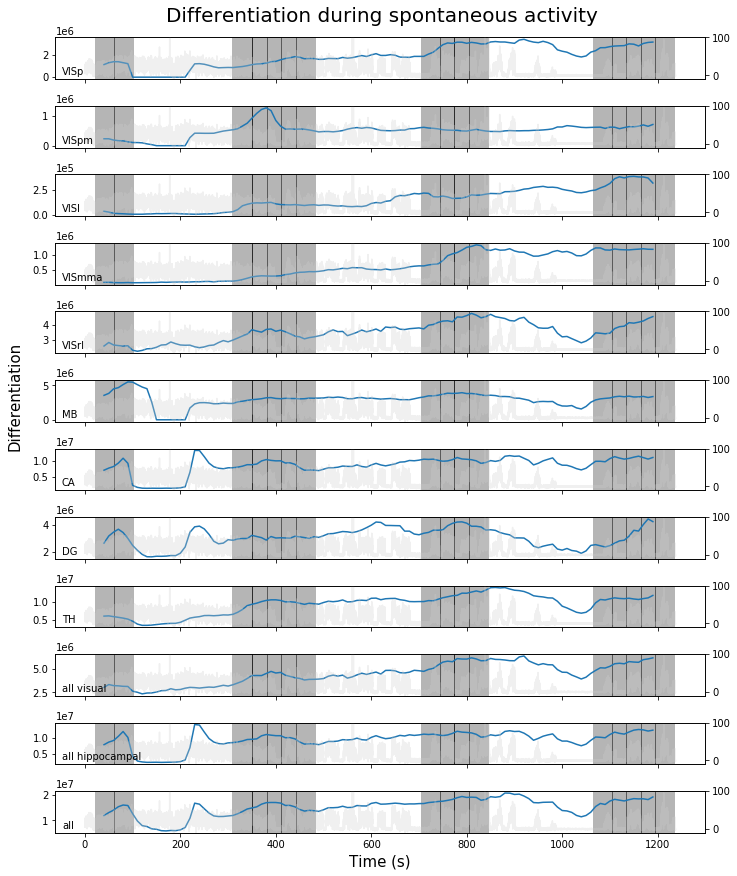 Differentiation during spontaneous activity
1e6
2
0
VISp
100
0
1e6
1
0
VISpm
100
0
1e5
2.5
0.0
VISl
100
0
1e6
1.0
0.5
VISmma
100
0
1e6
4
3
VISrl
100
0
1e6
5
0
MB
100
0
1e7
1.0
0.5
CA
100
0
1e6
4
2
DG
100
0
1e7
1.0
0.5
TH
100
0
1e6
5.0
2.5
all visual
100
0
1e7
1.0
0.5
all hippocampal
100
0
1e7
2
1
all
100
0
0 200 400 600 800 1000 1200
Time (s)
Differentiation